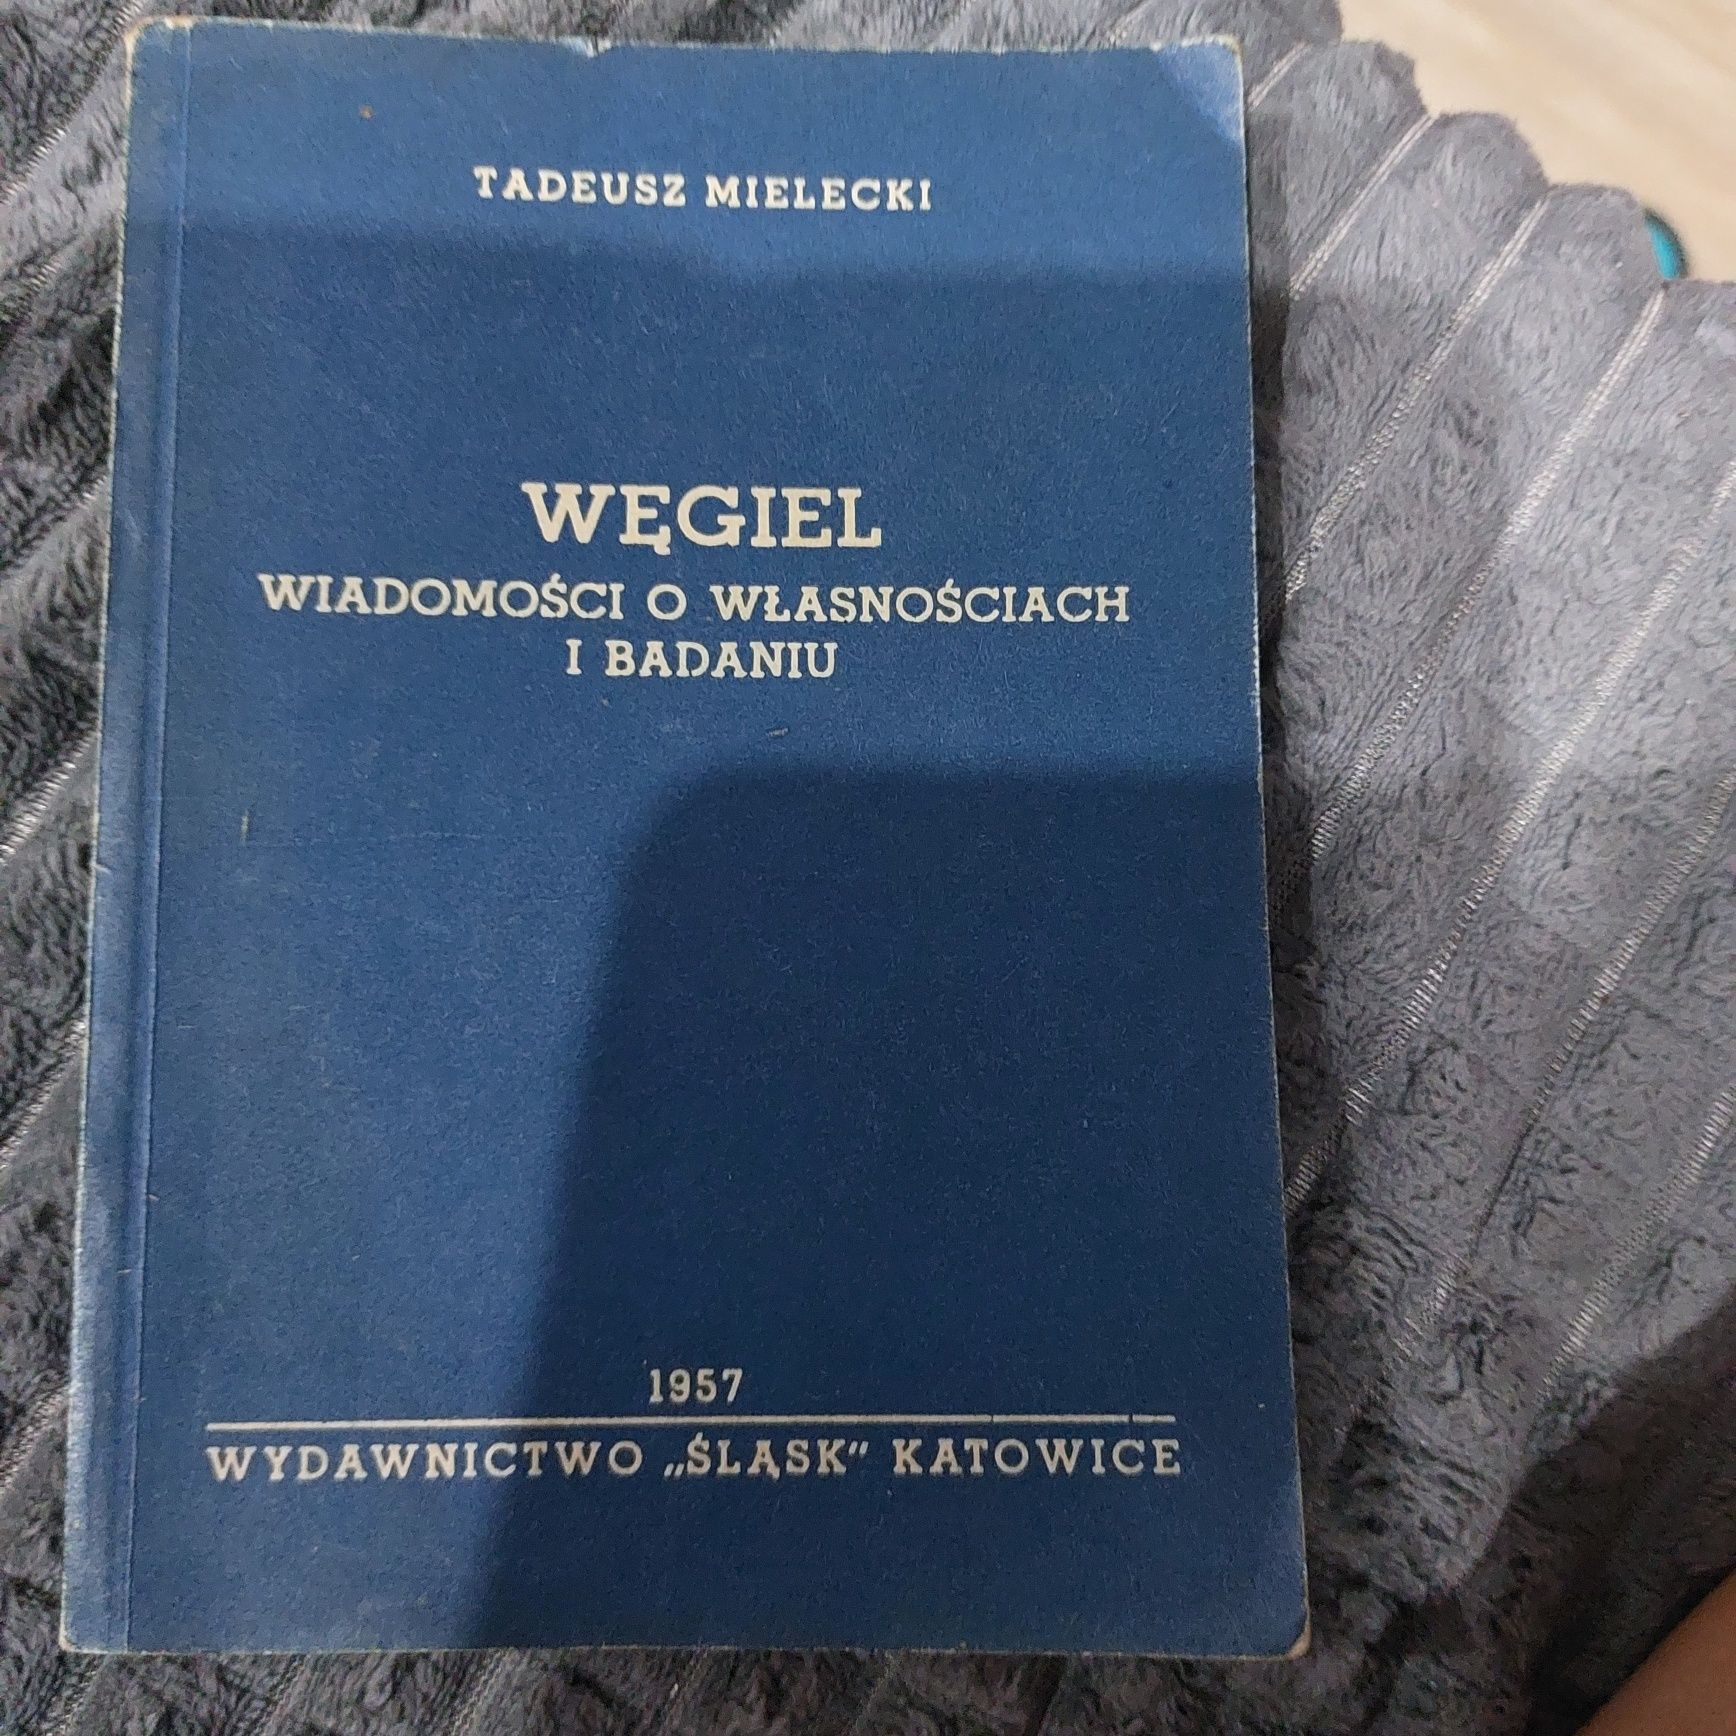 TADEUSZ MIELECKI
WĘGIEL
WIADOMOŚCI O WŁASNOŚCIACH
I BADANIU
1957
WYDAWNICTWO „ŚLĄSK" KATOWICE